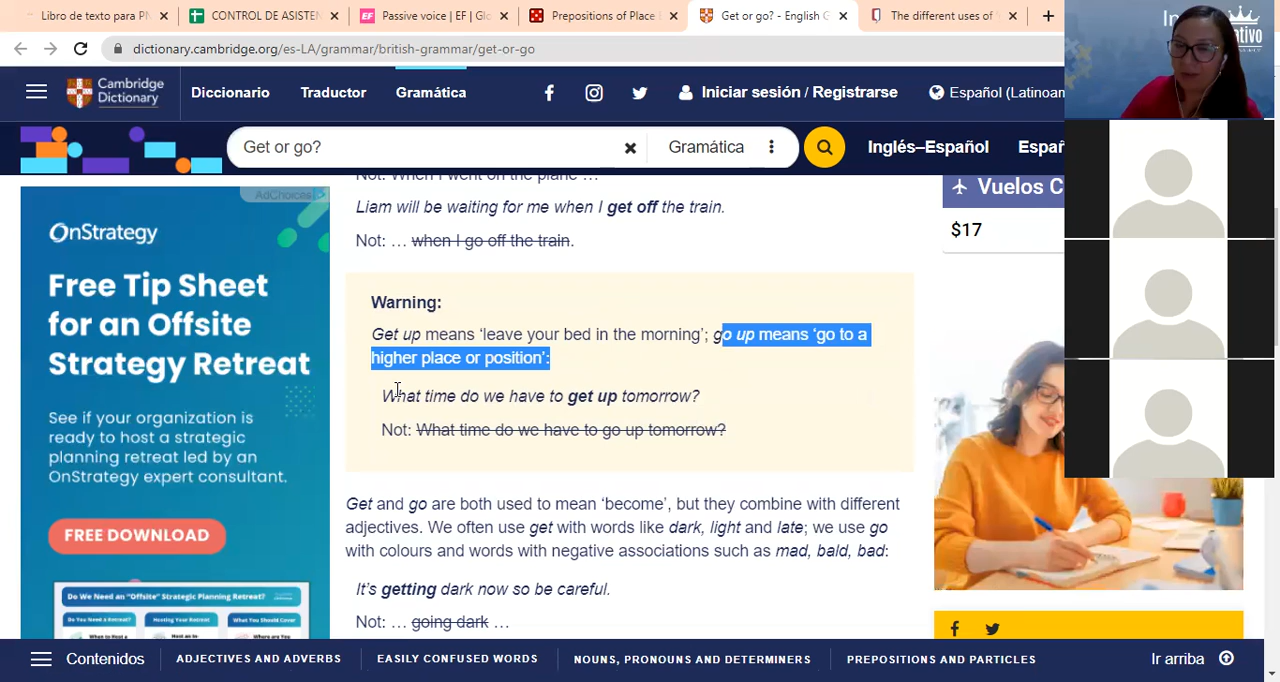 Libro de texto para PN
CONTROL DE ASISTEN
EF Passive voice | EF | Glo
Prepositions of Place
Get or go? - English G
The different uses of
dictionary.cambridge.org/es-LA/grammar/british-grammar/get-or-go
Cambridge
Dictionary
Diccionario
Traductor
Gramática
Iniciar sesión / Registrarse
Español (Latinoam
Get or go?
Gramática
Inglés–Español
Españ
AdChoices
OnStrategy
Free Tip Sheet
for an Offsite
Strategy Retreat
See if your organization is
ready to host a strategic
planning retreat led by an
OnStrategy expert consultant.
FREE DOWNLOAD
Do We Need an "Offsite" Strategic Planning Retreat?
Not: When I went on the plane …
Liam will be waiting for me when I get off the train.
Not: … when I go off the train.
Warning:
Get up means ‘leave your bed in the morning’; go up means ‘go to a
higher place or position’:
What time do we have to get up tomorrow?
Not: What time do we have to go up tomorrow?
Get and go are both used to mean ‘become’, but they combine with different
adjectives. We often use get with words like dark, light and late; we use go
with colours and words with negative associations such as mad, bald, bad:
It’s getting dark now so be careful.
Not: … going dark …
Vuelos C
$17
Contenidos
ADJECTIVES AND ADVERBS
EASILY CONFUSED WORDS
NOUNS, PRONOUNS AND DETERMINERS
PREPOSITIONS AND PARTICLES
Ir arriba